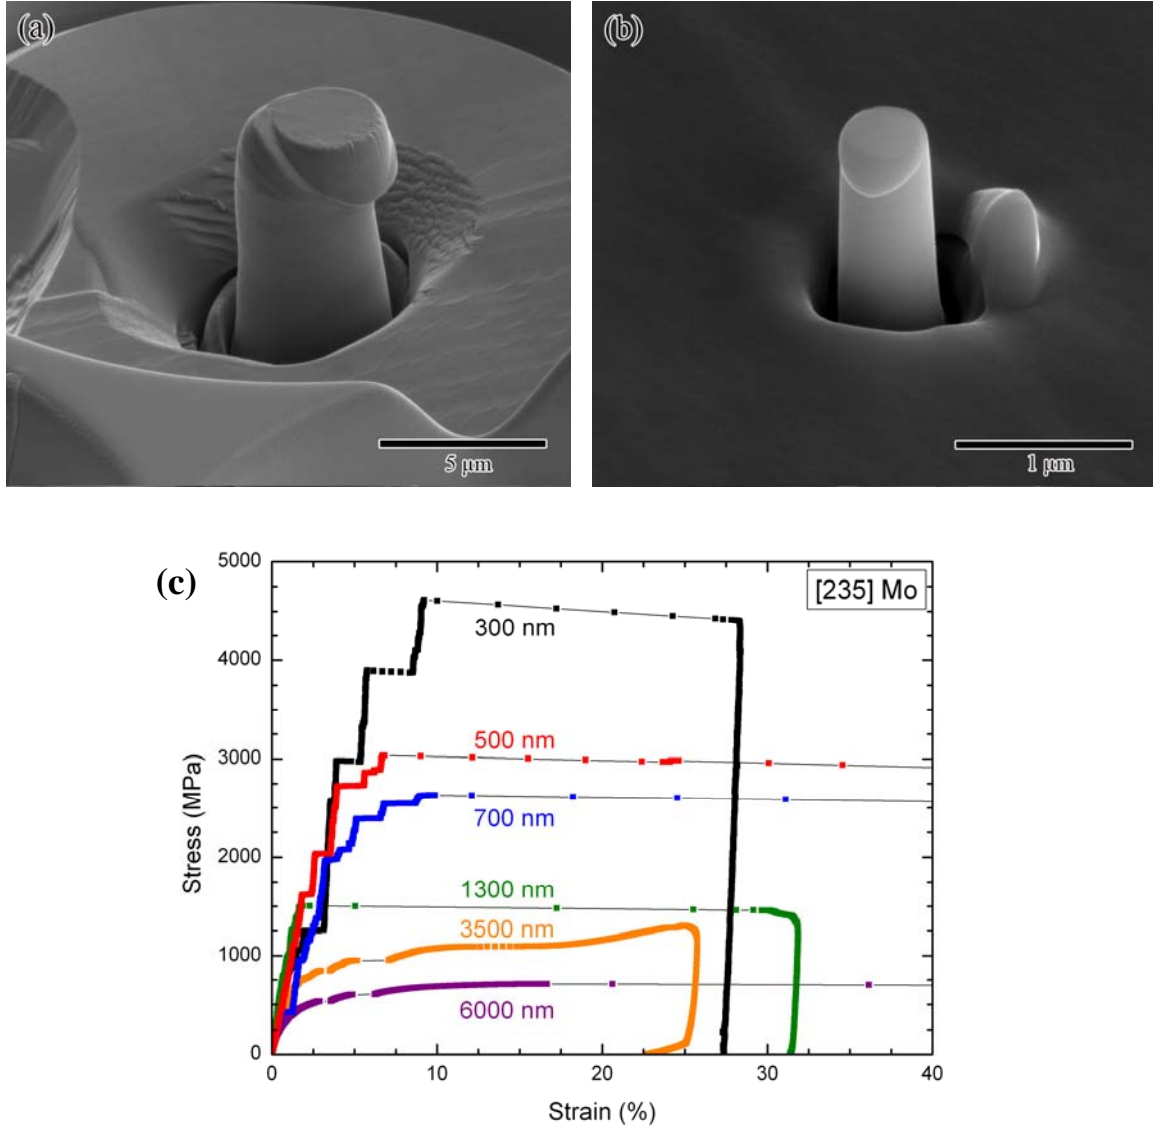 (a)
(b)
5 μm
1 μm
(c)
[235] Mo
5000
4000
3000
2000
1000
0
Stress (MPa)
300 nm
500 nm
700 nm
1300 nm
3500 nm
6000 nm
0 10 20 30 40
Strain (%)